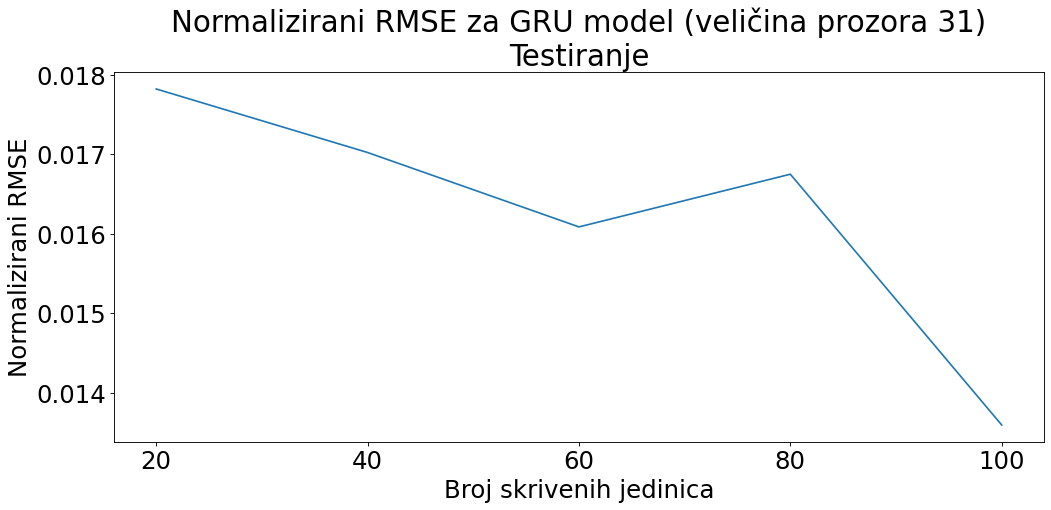 Normalizirani RMSE za GRU model (veličina prozora 31)
Testiranje
0.018
0.017
0.016
0.015
0.014
Normalizirani RMSE
20 40 60 80 100
Broj skrivenih jedinica